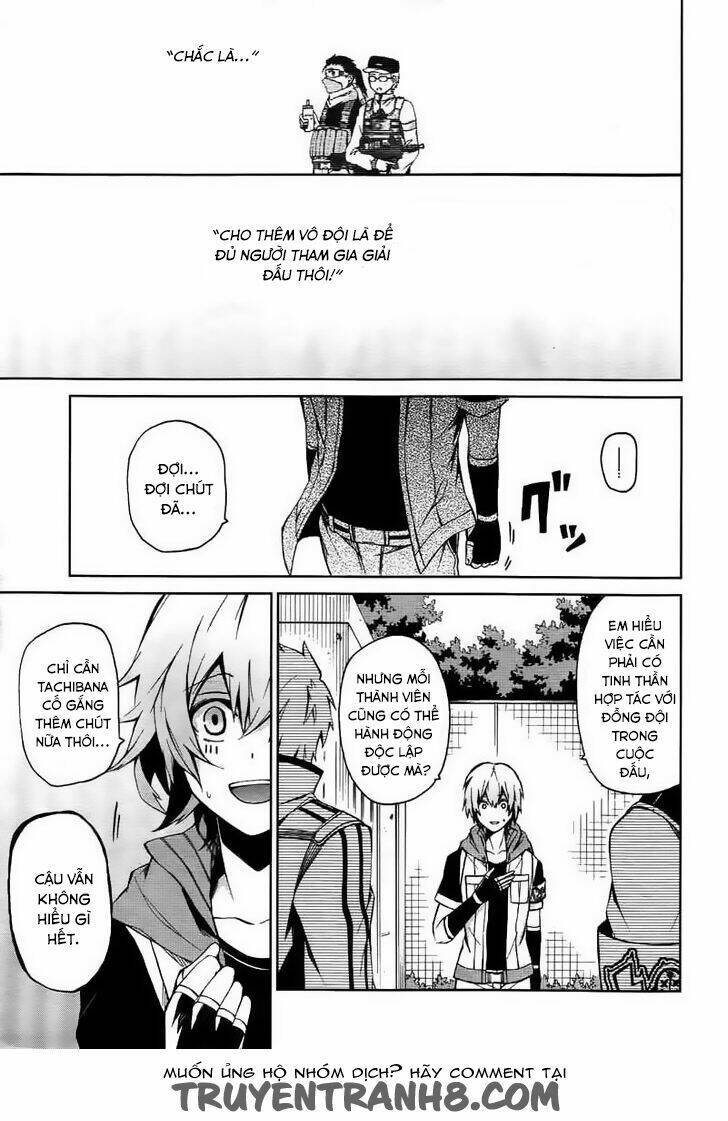 "CHẮC LÀ..."
"CHO THÊM VÔ ĐỘI LÀ ĐỂ
ĐỦ NGƯỜI THAM GIA GIẢI
ĐẤU THÔI!"
!
グッ
ĐỢI...
ĐỢI CHÚT
ĐÃ...
EM HIỂU
VIỆC CẦN
PHẢI CÓ
TINH THẦN
HỢP TÁC VỚI
ĐỒNG ĐỘI
TRONG
CUỘC
ĐẤU,
NHƯNG MỖI
THÀNH VIÊN
CŨNG CÓ THỂ
HÀNH ĐỘNG
ĐỘC LẬP
ĐƯỢC MÀ?
CHỈ CẦN
TACHIBANA
CỐ GẮNG
THÊM CHÚT
NỮA THÔI...
CẬU VẪN
KHÔNG
HIỂU GÌ
HẾT.
MUỐN ỦNG HỘ NHÓM DỊCH? HÃY COMMENT TẠI
TRUYENTRANH8.COM